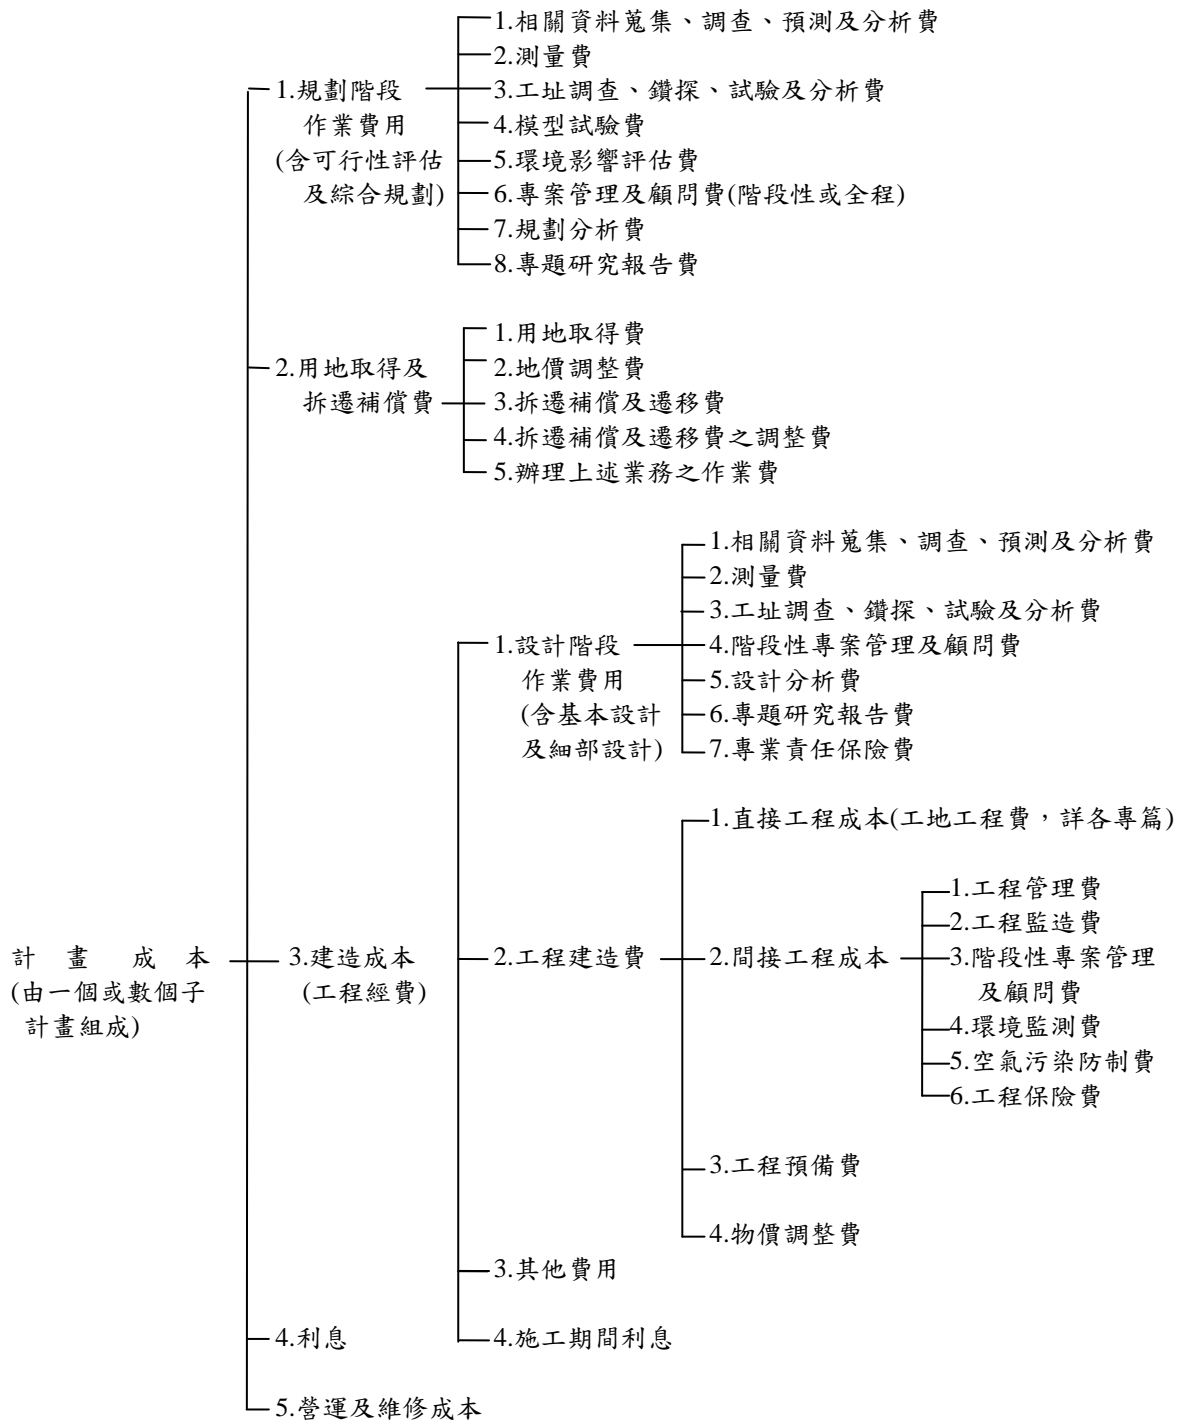 1.規劃階段
作業費用
(含可行性評估
及綜合規劃)
1.相關資料蒐集、調查、預測及分析費
2.測量費
3.工址調查、鑽探、試驗及分析費
4.模型試驗費
5.環境影響評估費
6.專案管理及顧問費(階段性或全程)
7.規劃分析費
8.專題研究報告費
2.用地取得及
拆遷補償費
1.用地取得費
2.地價調整費
3.拆遷補償及遷移費
4.拆遷補償及遷移費之調整費
5.辦理上述業務之作業費
計畫成本
(由一個或數個子
計畫組成)
3.建造成本
(工程經費)
1.設計階段
作業費用
(含基本設計
及細部設計)
1.相關資料蒐集、調查、預測及分析費
2.測量費
3.工址調查、鑽探、試驗及分析費
4.階段性專案管理及顧問費
5.設計分析費
6.專題研究報告費
7.專業責任保險費
2.工程建造費
1.直接工程成本(工地工程費，詳各專篇)
2.間接工程成本
1.工程管理費
2.工程監造費
3.階段性專案管理
及顧問費
4.環境監測費
5.空氣污染防制費
6.工程保險費
3.工程預備費
4.物價調整費
3.其他費用
4.施工期間利息
4.利息
5.營運及維修成本